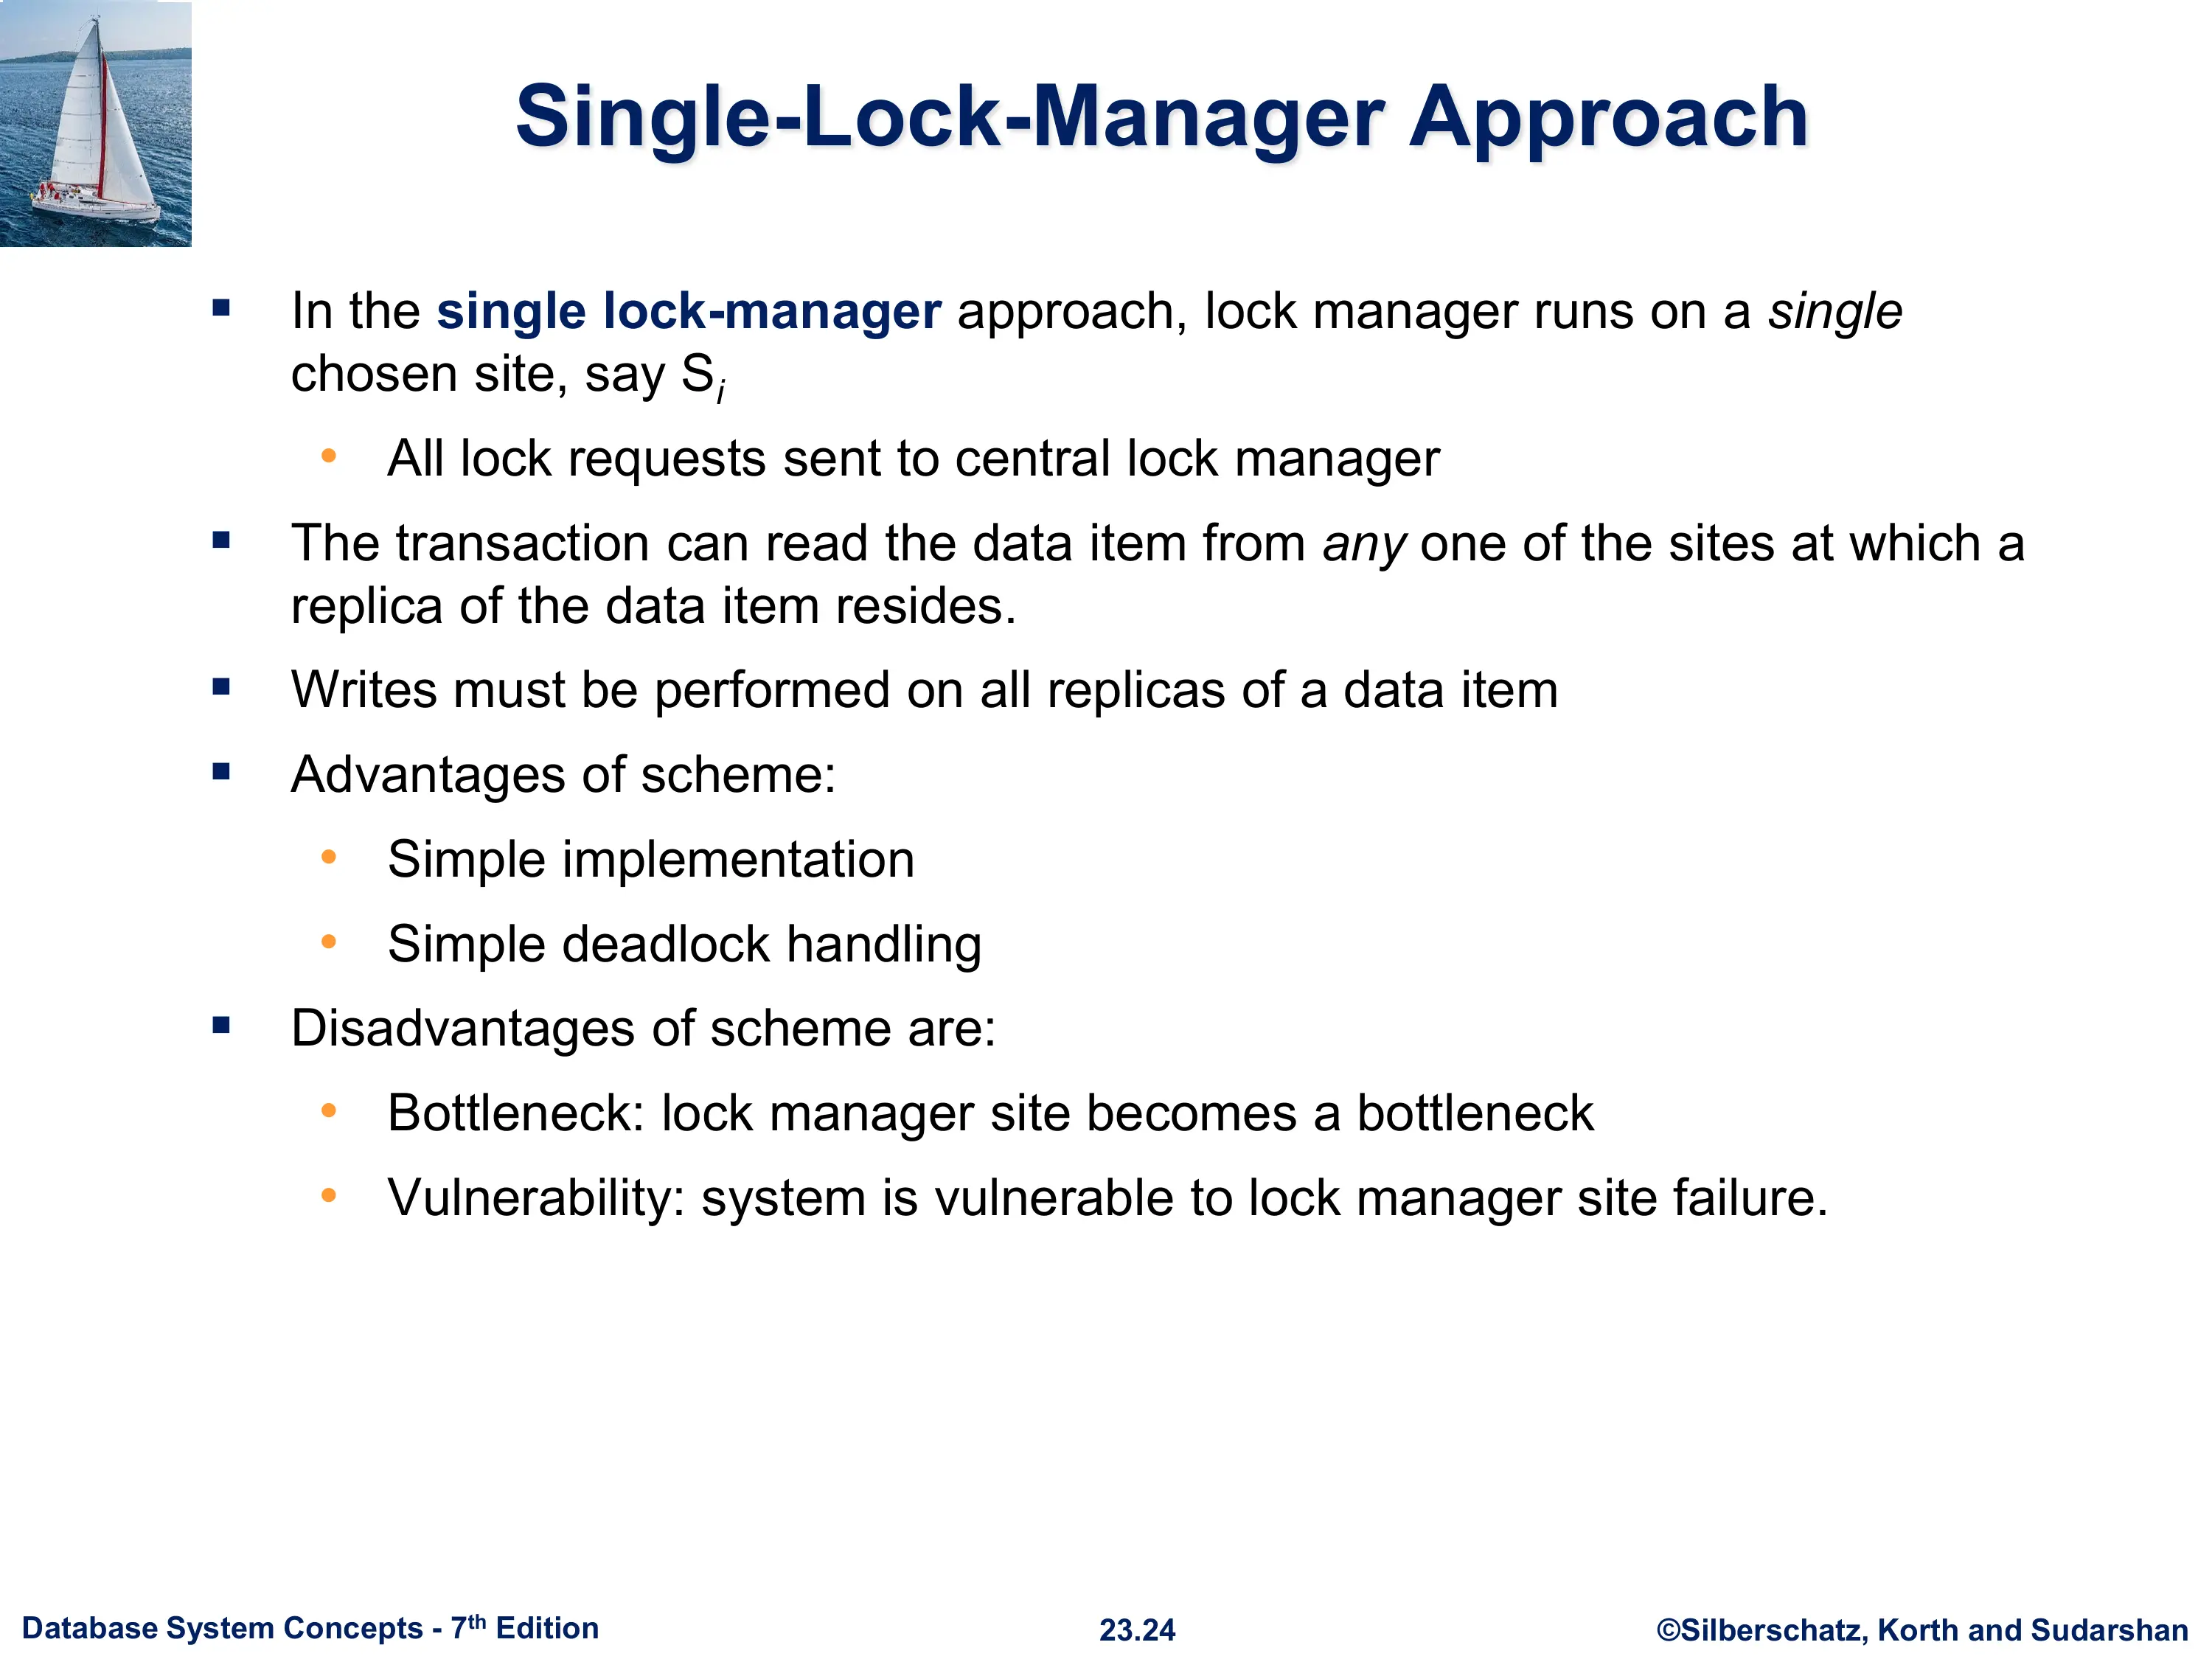 Single-Lock-Manager Approach
▪ In the single lock-manager approach, lock manager runs on a single
chosen site, say Si
• All lock requests sent to central lock manager
▪ The transaction can read the data item from any one of the sites at which a
replica of the data item resides.
▪ Writes must be performed on all replicas of a data item
▪ Advantages of scheme:
• Simple implementation
• Simple deadlock handling
▪ Disadvantages of scheme are:
• Bottleneck: lock manager site becomes a bottleneck
• Vulnerability: system is vulnerable to lock manager site failure.
Database System Concepts - 7th Edition
23.24
©Silberschatz, Korth and Sudarshan